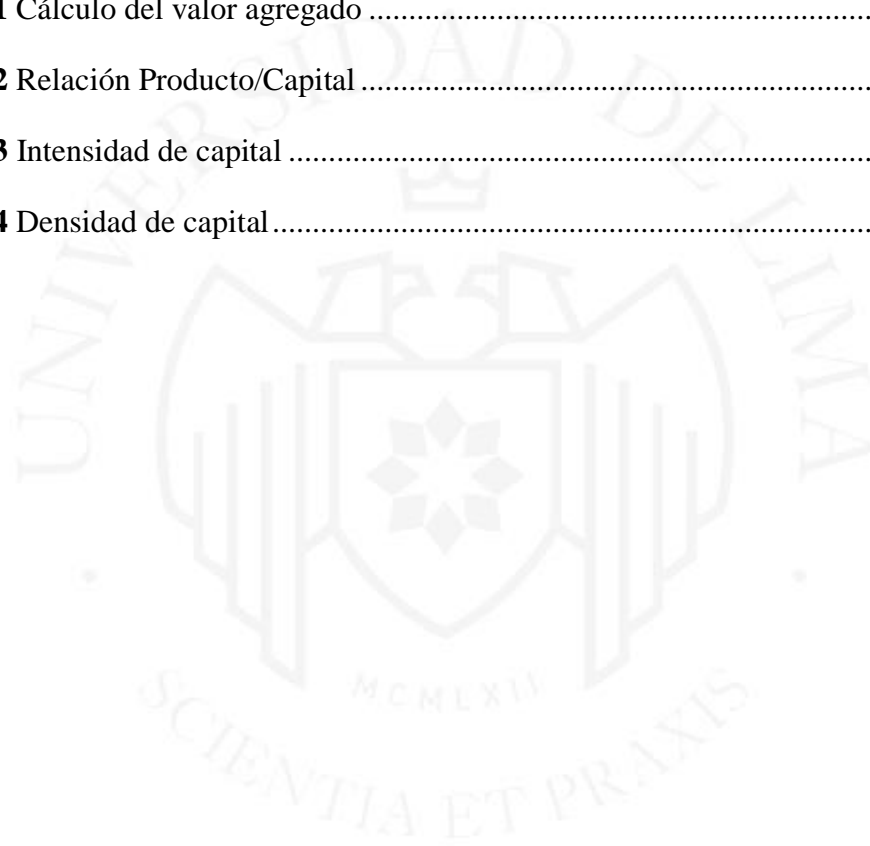 1 Cálculo del valor agregado ...............................................................
2 Relación Producto/Capital ................................................................
3 Intensidad de capital .........................................................................
4 Densidad de capital ...........................................................................
UNIVERSIDAD DE LIMA
MCMLXII
SCIENTIA ET PRAXIS